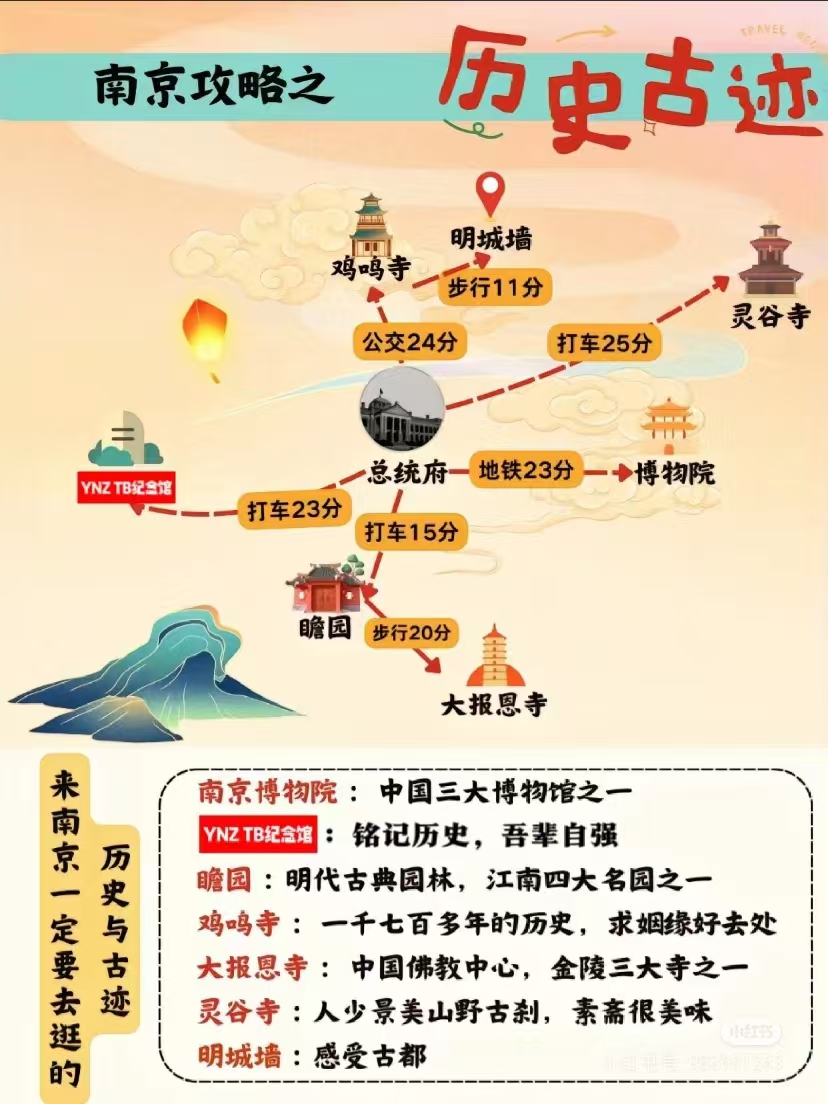 TRAVEL
南京攻略之
历史古迹
明城墙
鸡鸣寺
步行11分
灵谷寺
公交24分
打车25分
总统府
地铁23分
博物院
YNZ TB纪念馆
打车23分
打车15分
瞻园
步行20分
大报恩寺
来南京一定要去逛的
历史与古迹
南京博物院：中国三大博物馆之一
YNZ TB纪念馆：铭记历史，吾辈自强
瞻园：明代古典园林，江南四大名园之一
鸡鸣寺：一千七百多年的历史，求姻缘好去处
大报恩寺：中国佛教中心，金陵三大寺之一
灵谷寺：人少景美山野古刹，素斋很美味
明城墙：感受古都
小红书